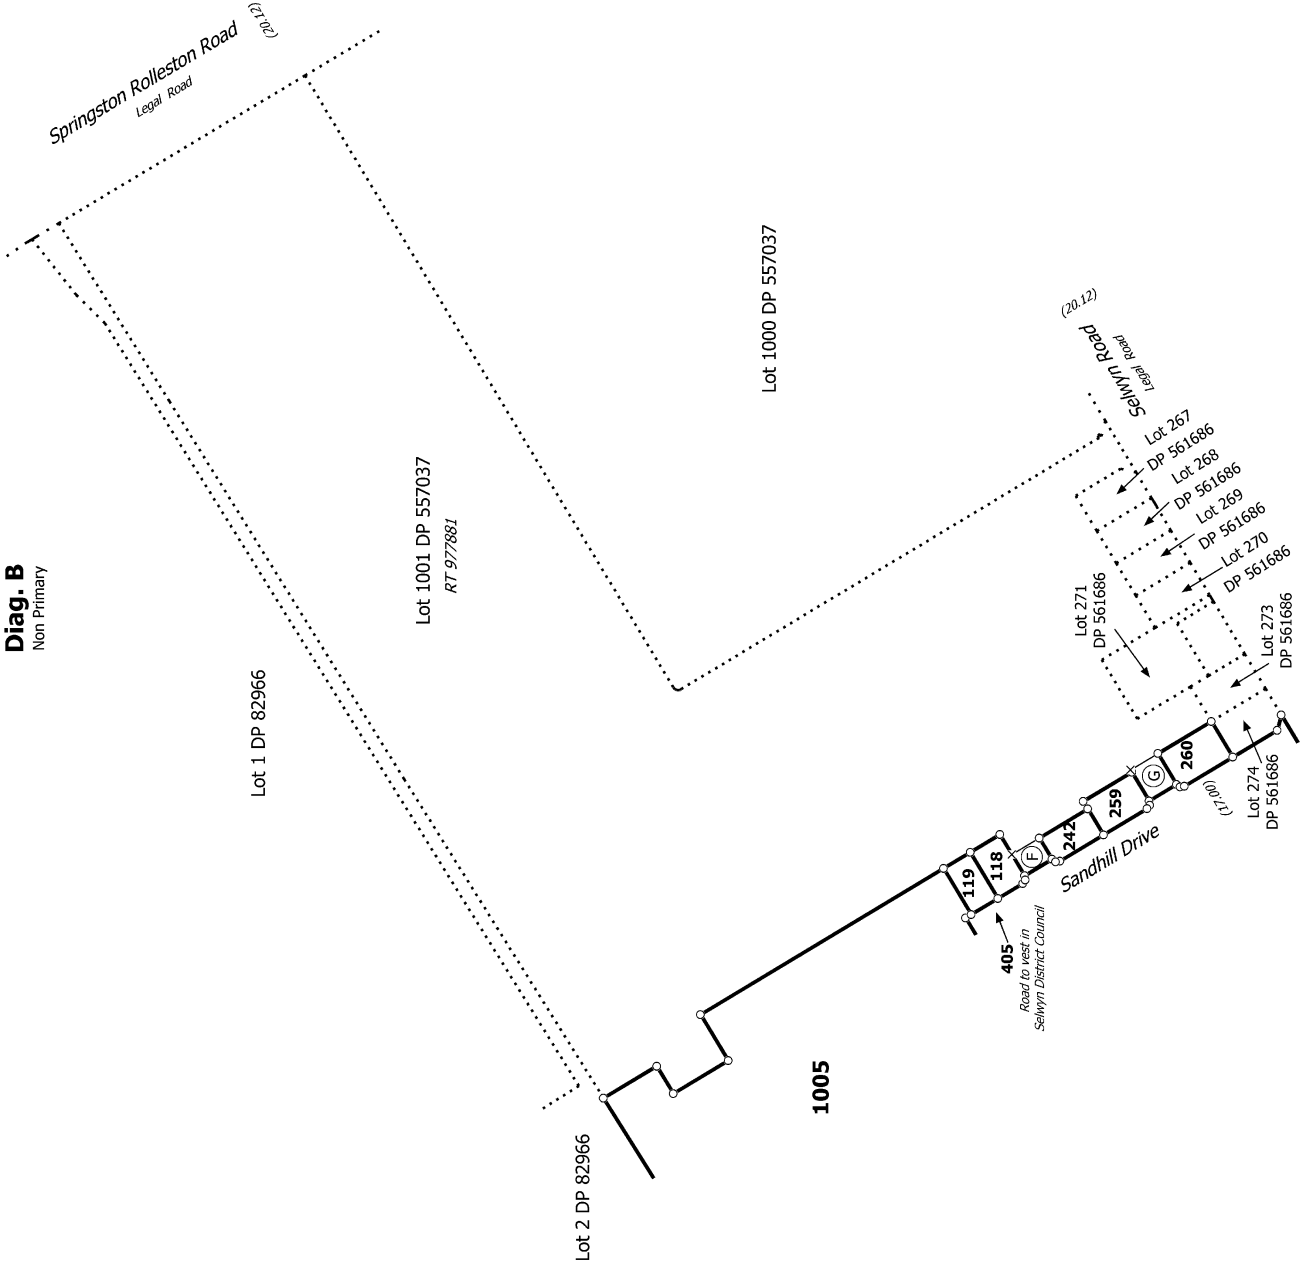 Diag. B
Non Primary
Springston Rolleston Road
Legal Road
(20.12)
Lot 1 DP 82966
Lot 1001 DP 557037
RT 977881
Lot 1000 DP 557037
(20.12)
Selwyn Road
Legal Road
Lot 267
DP 561686
Lot 268
DP 561686
Lot 269
DP 561686
Lot 270
DP 561686
Lot 271
DP 561686
Lot 273
DP 561686
Lot 274
DP 561686
260
G
(17.00)
259
242
F
118
119
Sandhill Drive
405
Road to vest in
Selwyn District Council
1005
Lot 2 DP 82966